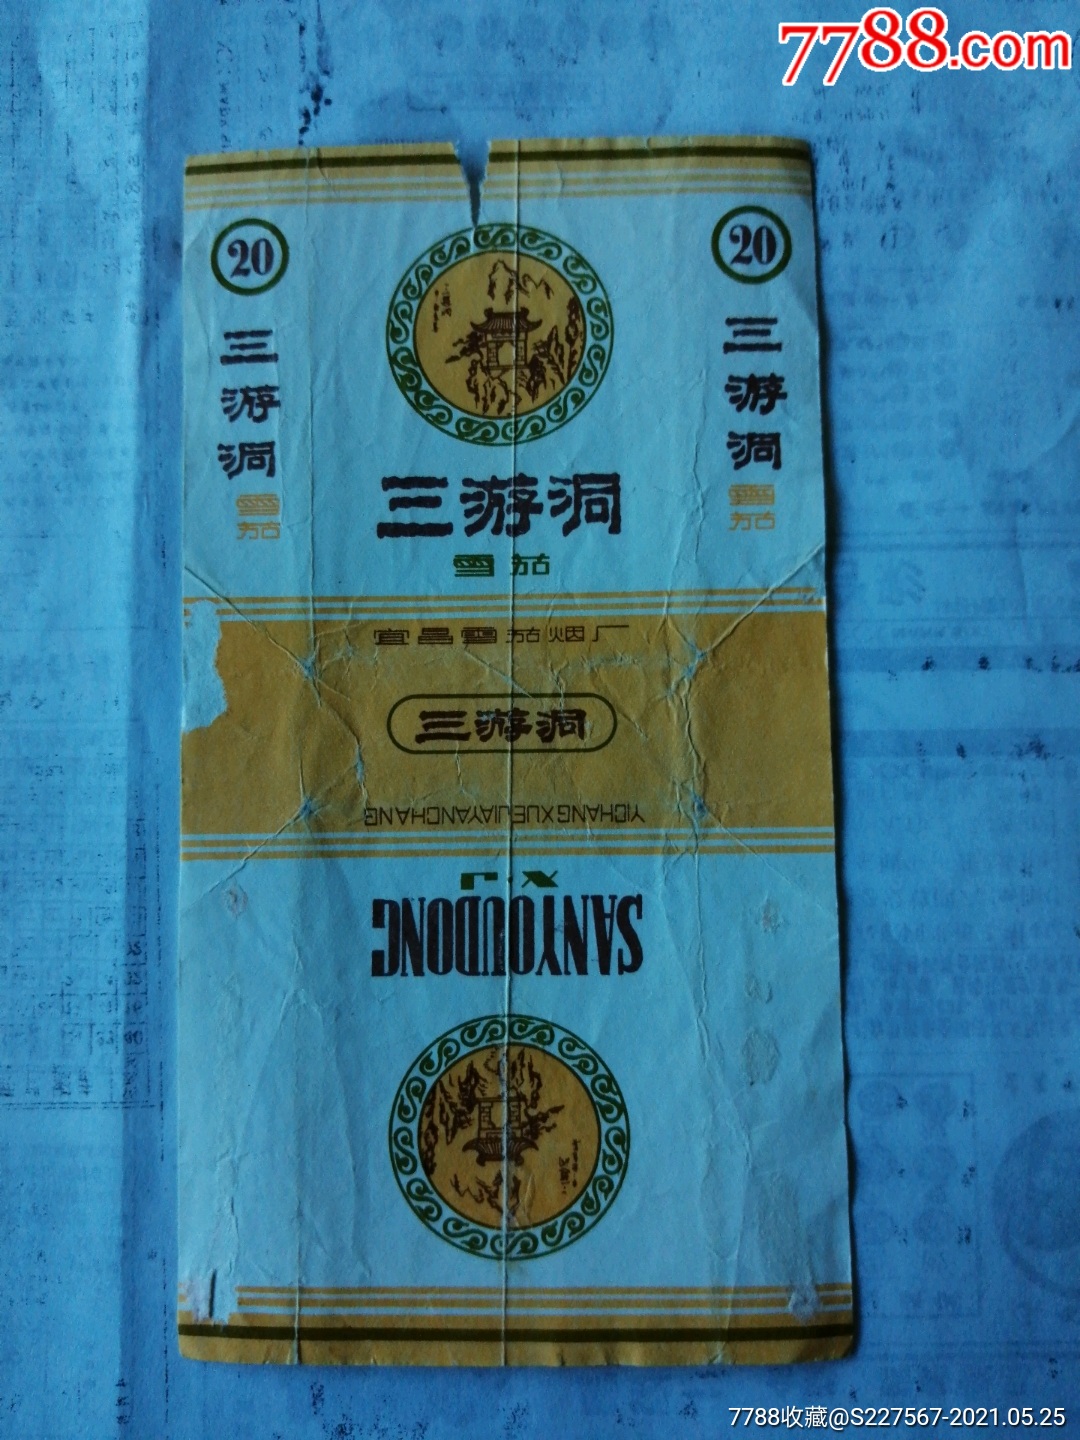 7788.com
20
三游洞
雪茄
三游洞
雪茄
20
三游洞
雪茄
宜昌雪茄烟厂
三游洞
YICHANGXUEJIAYANCHANG
X.J
SANYOUDONG
7788收藏@S227567-2021.05.25